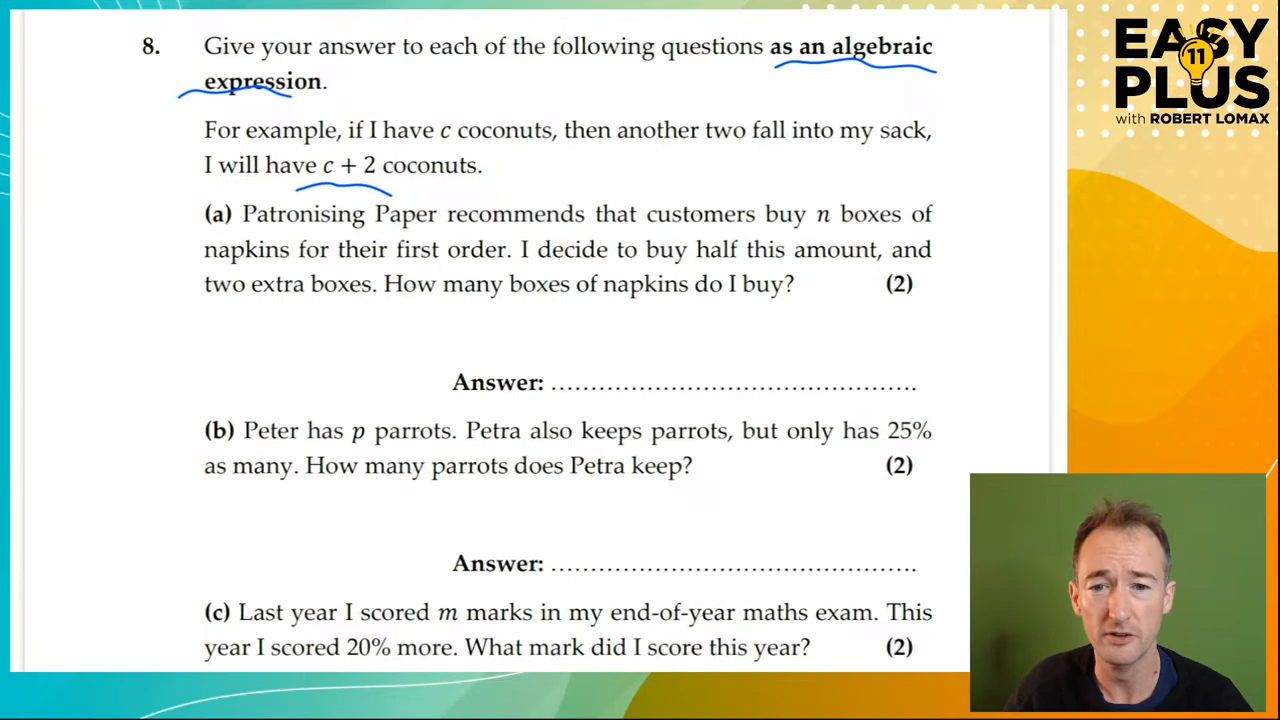 EASY
11
PLUS
with ROBERT LOMAX
8. Give your answer to each of the following questions as an algebraic
expression.
For example, if I have c coconuts, then another two fall into my sack,
I will have c + 2 coconuts.
(a) Patronising Paper recommends that customers buy n boxes of
napkins for their first order. I decide to buy half this amount, and
two extra boxes. How many boxes of napkins do I buy? (2)
Answer: ................................................
(b) Peter has p parrots. Petra also keeps parrots, but only has 25%
as many. How many parrots does Petra keep? (2)
Answer: ................................................
(c) Last year I scored m marks in my end-of-year maths exam. This
year I scored 20% more. What mark did I score this year? (2)